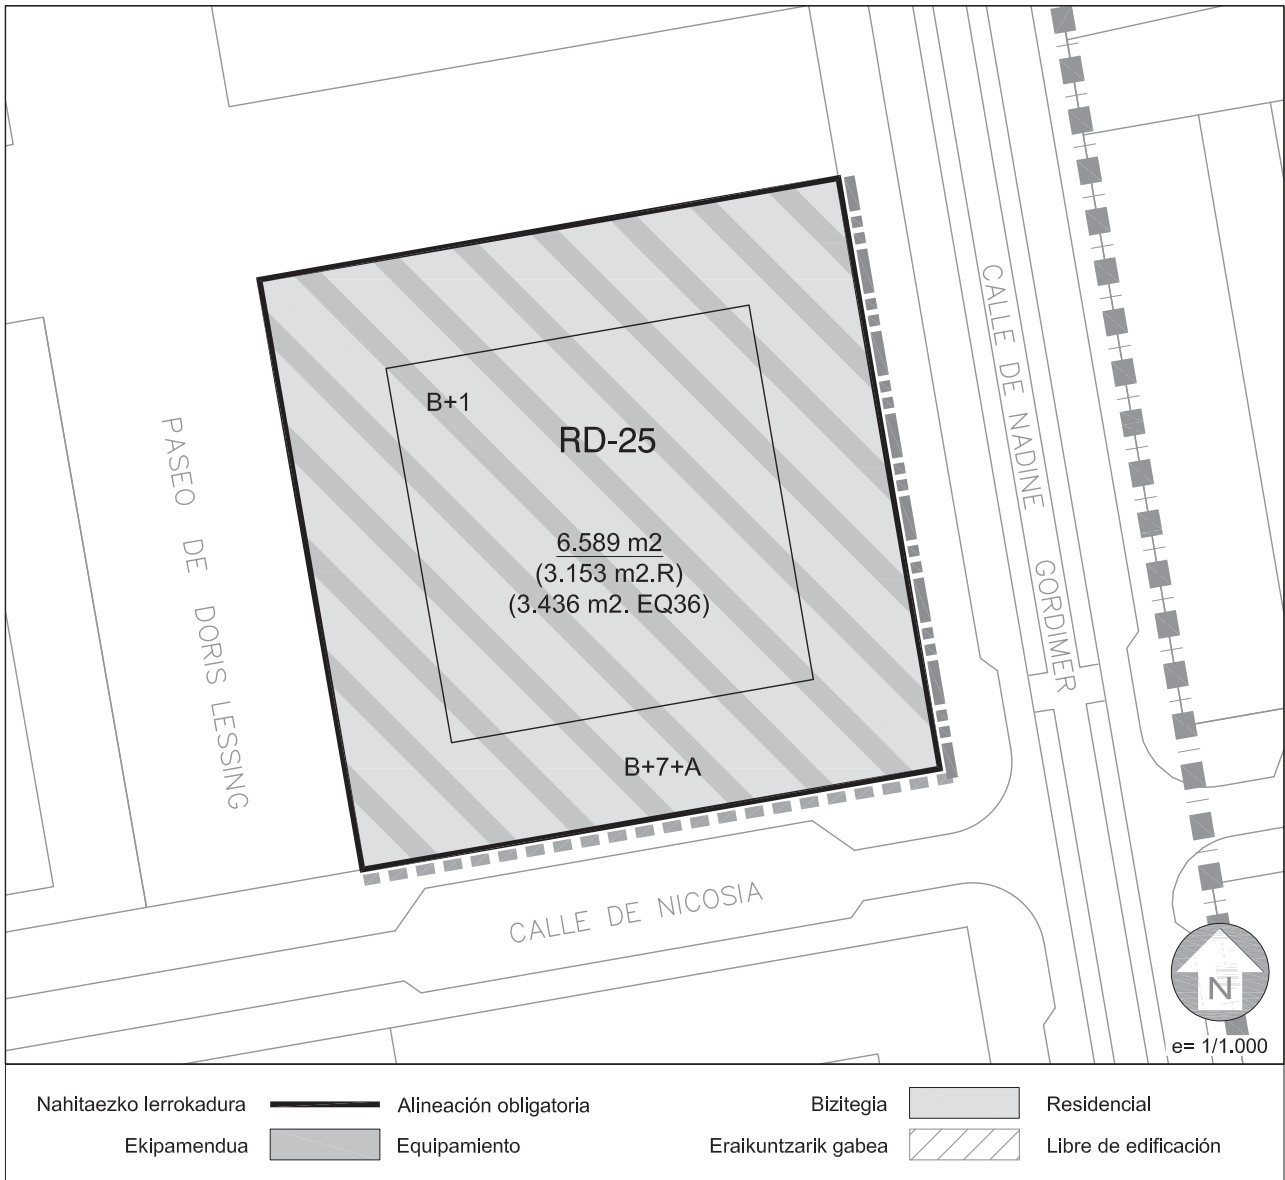 B+1
RD-25
6.589 m2
(3.153 m2.R)
(3.436 m2. EQ36)
B+7+A
PASEO DE DORIS LESSING
CALLE DE NADINE GORDIMER
CALLE DE NICOSIA
N
e= 1/1.000
Nahitaezko lerrokadura Alineación obligatoria
Bizitegia Residencial
Ekipamendua Equipamiento
Eraikuntzarik gabea Libre de edificación